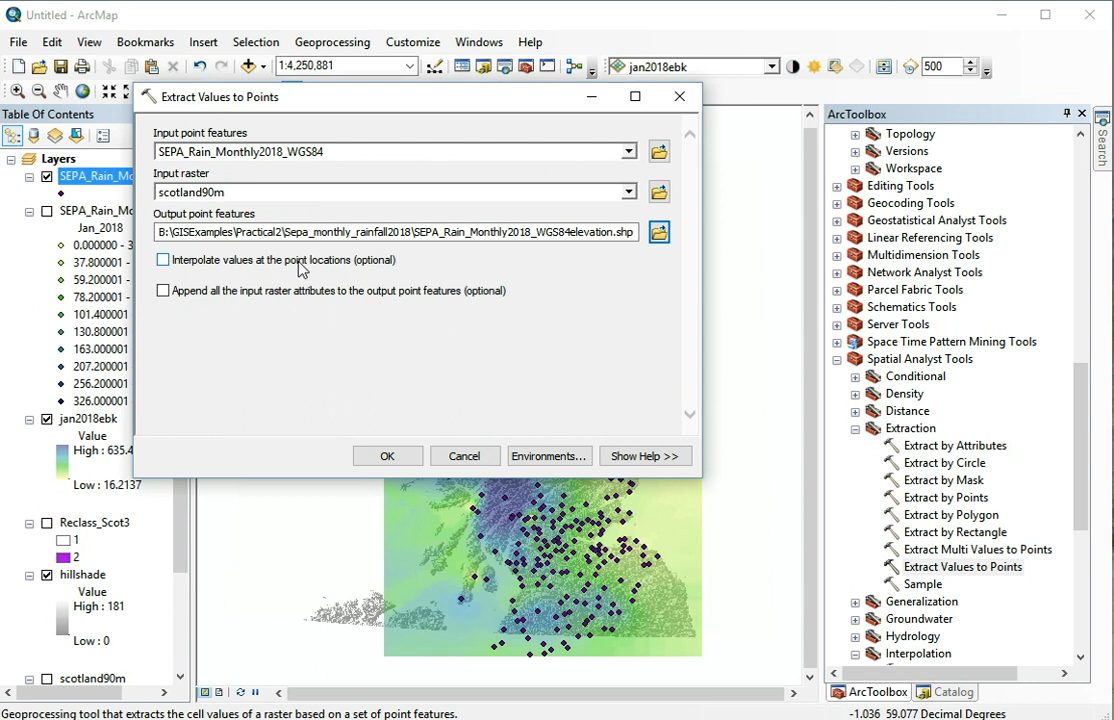 Untitled - ArcMap
File Edit View Bookmarks Insert Selection Geoprocessing Customize Windows Help
1:4,250,881
jan2018ebk
500
Extract Values to Points
Input point features
SEPA_Rain_Monthly2018_WGS84
Input raster
scotland90m
Output point features
B:\GISExamples\Practical2\Sepa_monthly_rainfall2018\SEPA_Rain_Monthly2018_WGS84elevation.shp
Interpolate values at the point locations (optional)
Append all the input raster attributes to the output point features (optional)
OK Cancel Environments... Show Help >>
Table Of Contents
Layers
SEPA_Rain_Mo
SEPA_Rain_Mo
Jan_2018
0.000000 - 3
37.800001 -
59.200001 -
78.200001 -
101.400001
130.800001
163.000001
207.200001
256.200001
326.000001
jan2018ebk
Value
High : 635.4
Low : 16.2137
Reclass_Scot3
1
2
hillshade
Value
High : 181
Low : 0
scotland90m
ArcToolbox
Topology
Versions
Workspace
Editing Tools
Geocoding Tools
Geostatistical Analyst Tools
Linear Referencing Tools
Multidimension Tools
Network Analyst Tools
Parcel Fabric Tools
Schematics Tools
Server Tools
Space Time Pattern Mining Tools
Spatial Analyst Tools
Conditional
Density
Distance
Extraction
Extract by Attributes
Extract by Circle
Extract by Mask
Extract by Points
Extract by Polygon
Extract by Rectangle
Extract Multi Values to Points
Extract Values to Points
Sample
Generalization
Groundwater
Hydrology
Interpolation
ArcToolbox Catalog
Search
Geoprocessing tool that extracts the cell values of a raster based on a set of point features.
-1.036 59.077 Decimal Degrees